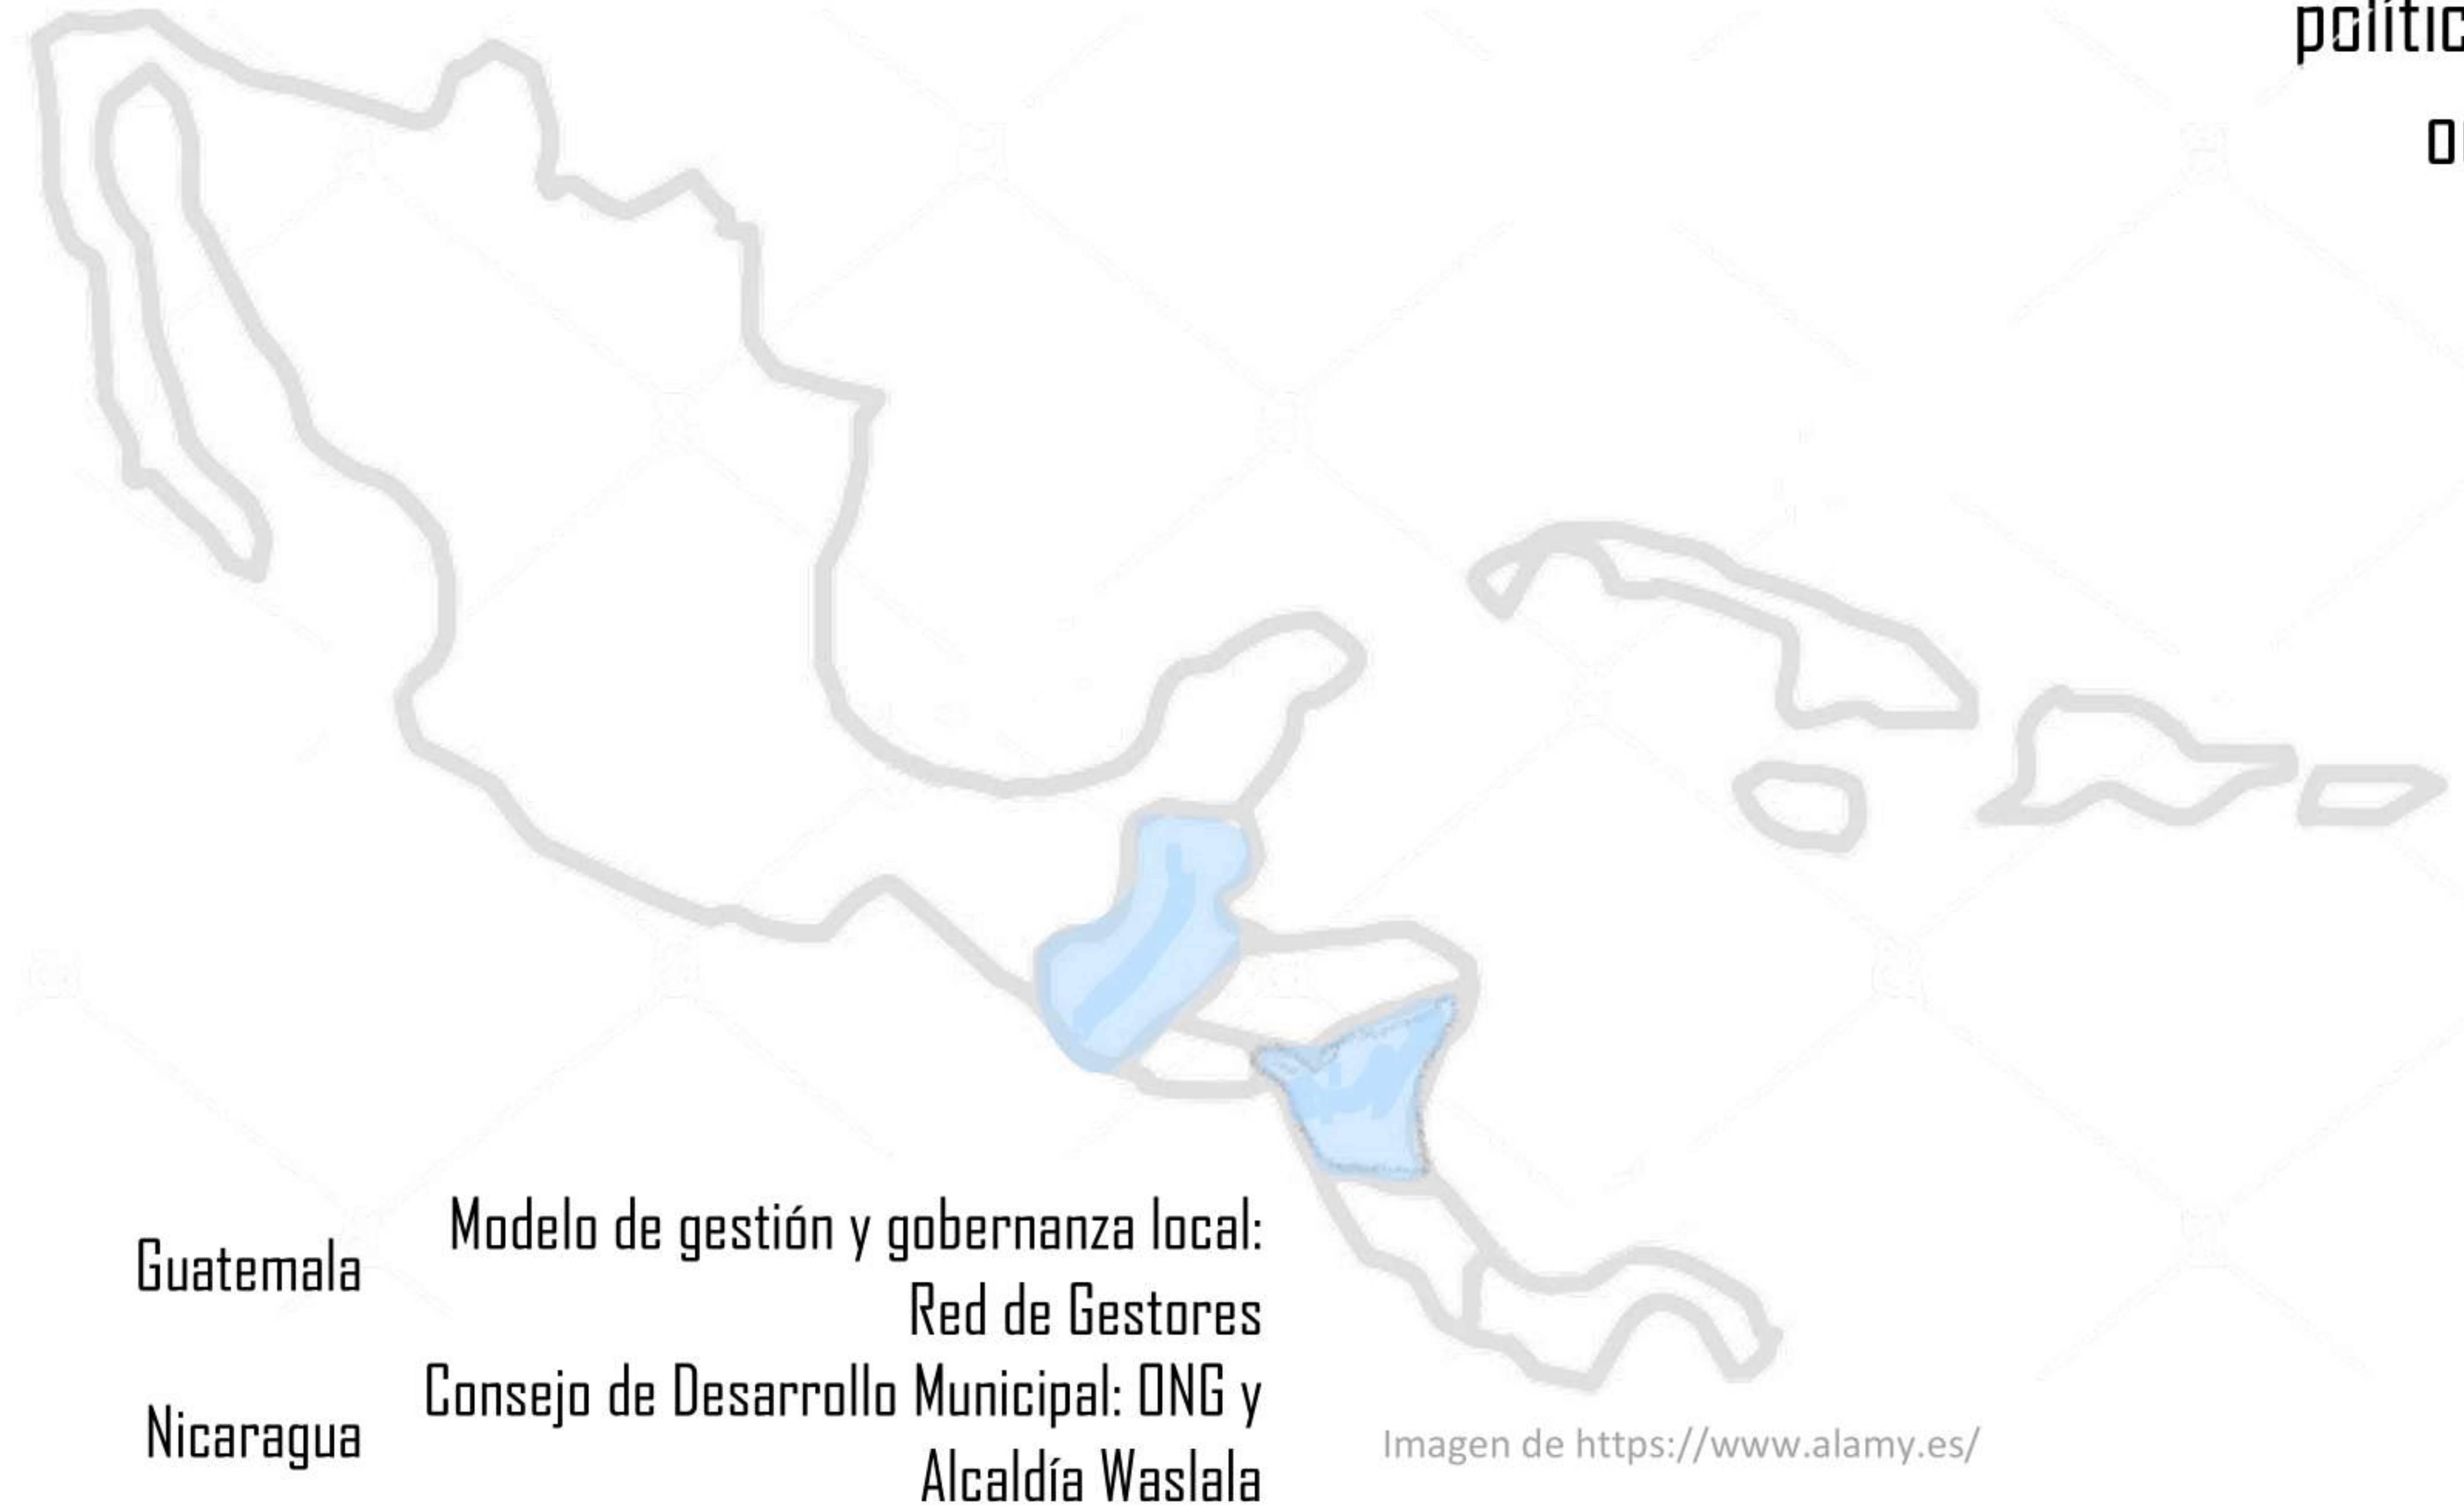 Guatemala
Modelo de gestión y gobernanza local:
Red de Gestores
Nicaragua
Consejo de Desarrollo Municipal: ONG y
Alcaldía Waslala
Imagen de https://www.alamy.es/